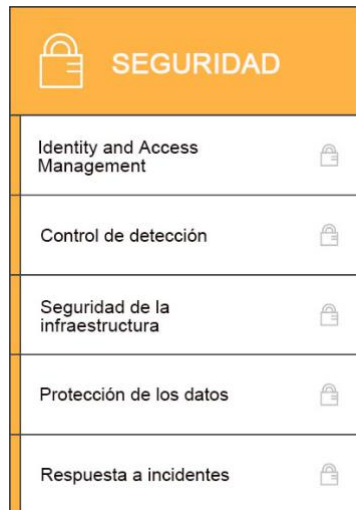 SEGURIDAD
Identity and Access
Management
Control de detección
Seguridad de la
infraestructura
Protección de los datos
Respuesta a incidentes